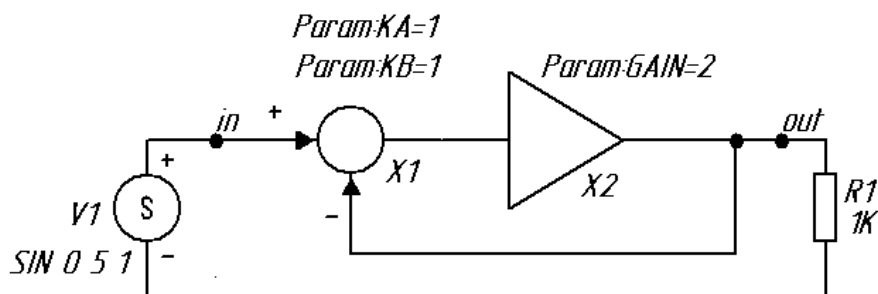 Param:KA=1
Param:KB=1
Param:GAIN=2
in
+
out
X1
X2
+
V1
S
-
R1
1K
SIN 0 5 1
-